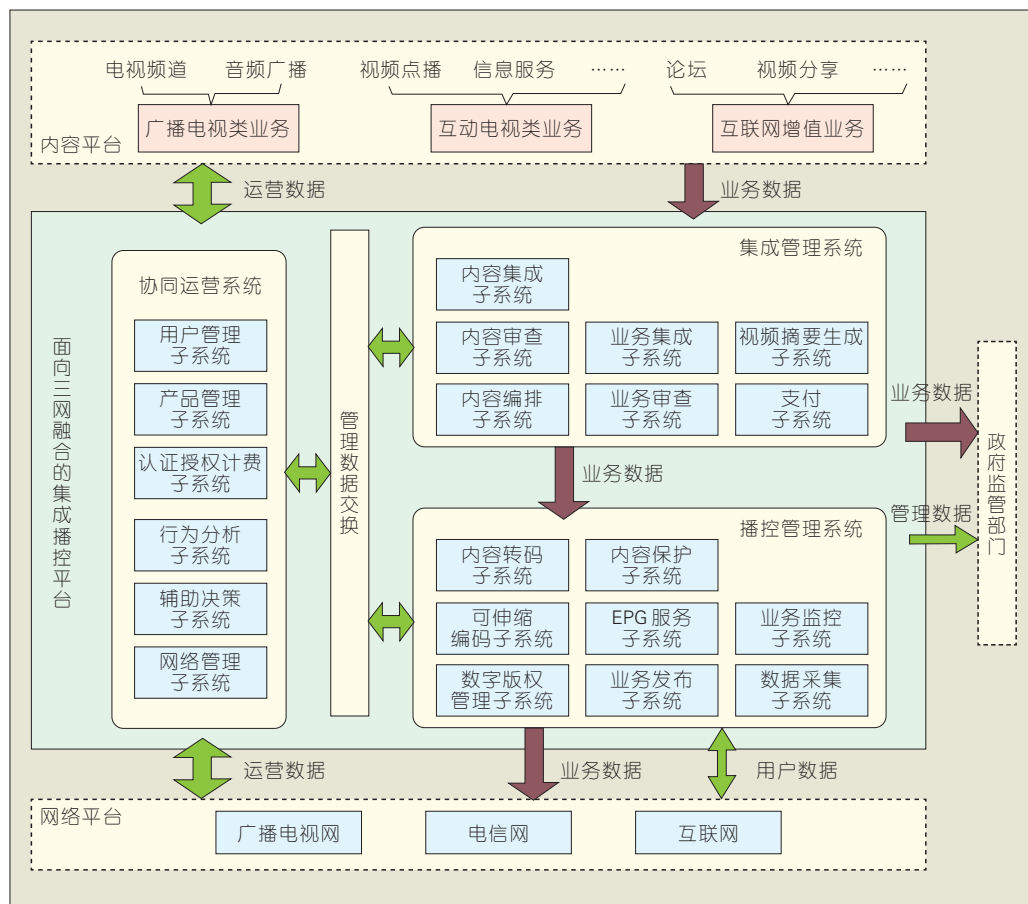 电视频道
音频广播
视频点播
信息服务
……
论坛
视频分享
……
广播电视类业务
互动电视类业务
互联网增值业务
内容平台
运营数据
业务数据
面向三网融合的集成播控平台
协同运营系统
用户管理
子系统
产品管理
子系统
认证授权计费
子系统
行为分析
子系统
辅助决策
子系统
网络管理
子系统
管理数据交换
集成管理系统
内容集成
子系统
内容审查
子系统
业务集成
子系统
视频摘要生成
子系统
内容编排
子系统
业务审查
子系统
支付
子系统
业务数据
业务数据
管理数据
政府监管部门
播控管理系统
内容转码
子系统
内容保护
子系统
可伸缩
编码子系统
EPG 服务
子系统
业务监控
子系统
数字版权
管理子系统
业务发布
子系统
数据采集
子系统
运营数据
业务数据
用户数据
网络平台
广播电视网
电信网
互联网